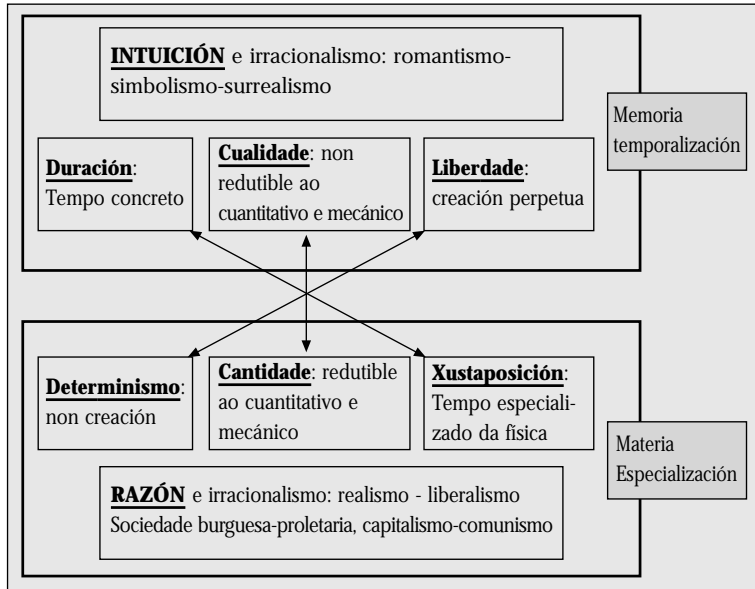 INTUICIÓN e irracionalismo: romantismo-
simbolismo-surrealismo
Memoria
temporalización
Duración:
Tempo concreto
Cualidade: non
redutible ao
cuantitativo e mecánico
Liberdade:
creación perpetua
Determinismo:
non creación
Cantidade: redutible
ao cuantitativo e
mecánico
Xustaposición:
Tempo especiali-
zado da física
Materia
Especialización
RAZÓN e irracionalismo: realismo - liberalismo
Sociedade burguesa-proletaria, capitalismo-comunismo